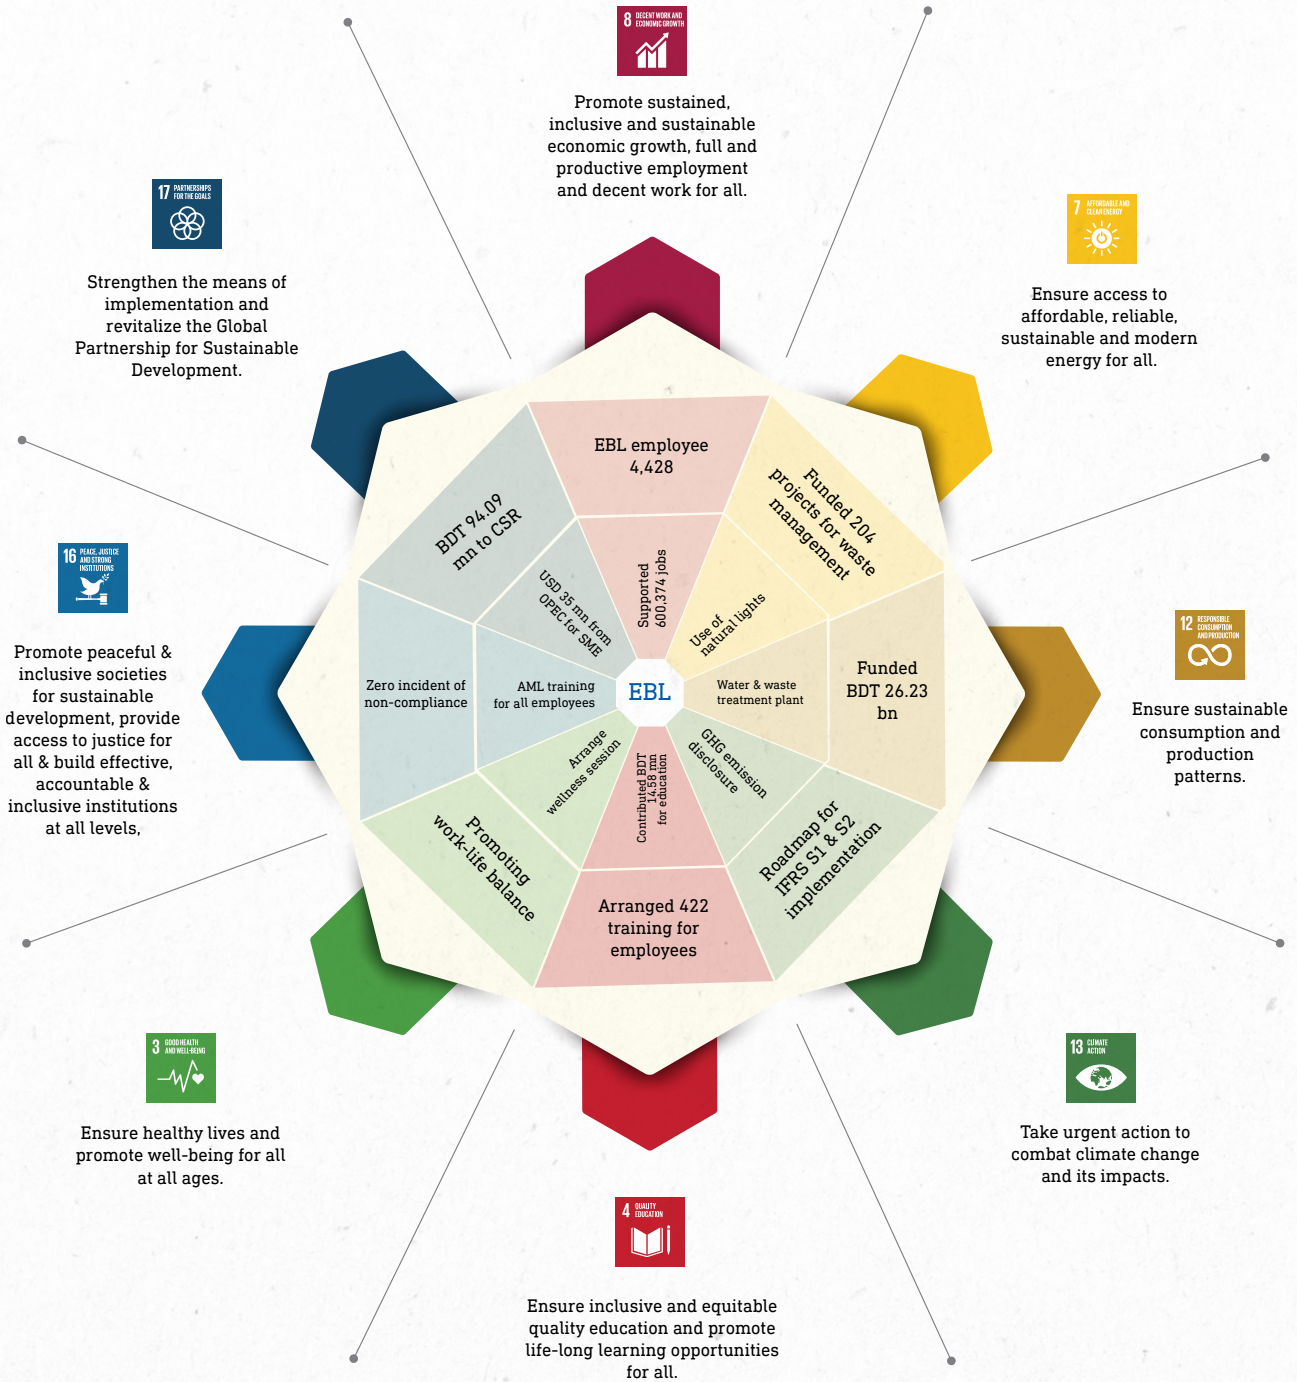 8 DECENT WORK AND
ECONOMIC GROWTH
Promote sustained,
inclusive and sustainable
economic growth, full and
productive employment
and decent work for all.
17 PARTNERSHIPS
FOR THE GOALS
Strengthen the means of
implementation and
revitalize the Global
Partnership for Sustainable
Development.
7 AFFORDABLE AND
CLEAN ENERGY
Ensure access to
affordable, reliable,
sustainable and modern
energy for all.
16 PEACE, JUSTICE
AND STRONG
INSTITUTIONS
Promote peaceful &
inclusive societies
for sustainable
development, provide
access to justice for
all & build effective,
accountable &
inclusive institutions
at all levels,
12 RESPONSIBLE
CONSUMPTION
AND PRODUCTION
Ensure sustainable
consumption and
production
patterns.
EBL employee
4,428
Supported
600,374 jobs
Funded 204
projects for waste
management
Use of
natural lights
BDT 94.09
mn to CSR
USD 35 mn from
OPEC for SME
Zero incident of
non-compliance
AML training
for all employees
EBL
Water & waste
treatment plant
Funded
BDT 26.23
bn
Arrange
wellness session
Promoting
work-life balance
Contributed BDT
14.58 mn
for education
Arranged 422
training for
employees
GHG emission
disclosure
Roadmap for
IFRS S1 & S2
implementation
3 GOOD HEALTH
AND WELL-BEING
Ensure healthy lives and
promote well-being for all
at all ages.
13 CLIMATE
ACTION
Take urgent action to
combat climate change
and its impacts.
4 QUALITY
EDUCATION
Ensure inclusive and equitable
quality education and promote
life-long learning opportunities
for all.